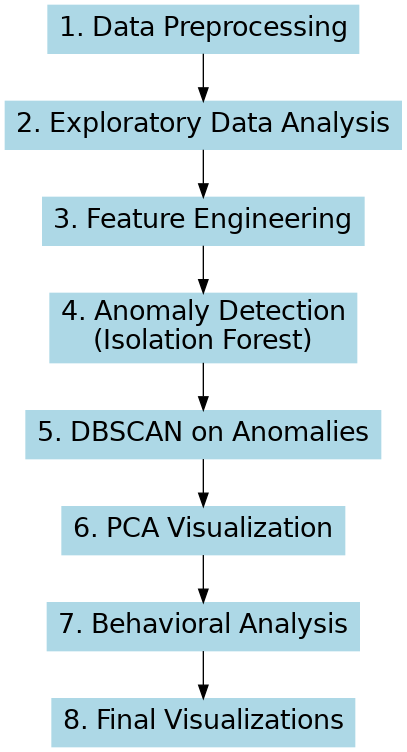 1. Data Preprocessing
2. Exploratory Data Analysis
3. Feature Engineering
4. Anomaly Detection
(Isolation Forest)
5. DBSCAN on Anomalies
6. PCA Visualization
7. Behavioral Analysis
8. Final Visualizations